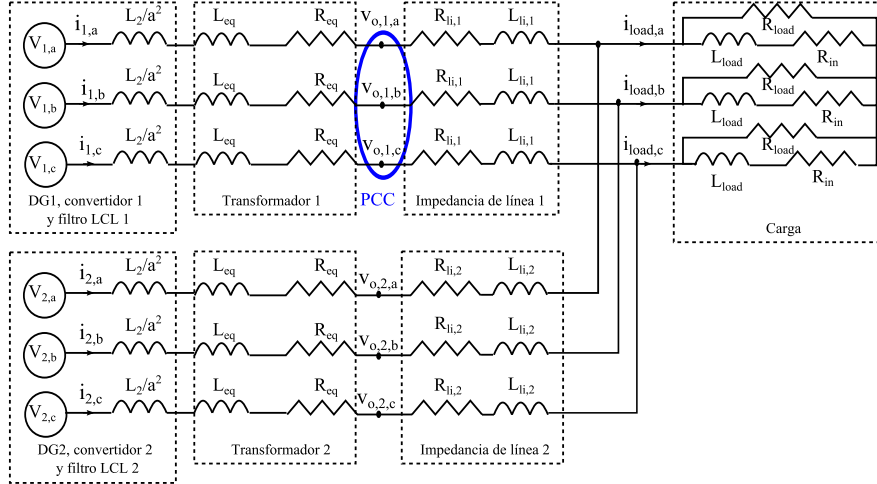 i1,a L2/a² Leq Req vo,1,a Rli,1 Lli,1 iload,a Rload
V1,a Lload Rin
i1,b L2/a² Leq Req vo,1,b Rli,1 Lli,1 iload,b Rload
V1,b Lload Rin
i1,c L2/a² Leq Req vo,1,c Rli,1 Lli,1 iload,c Rload
V1,c Lload Rin
DG1, convertidor 1
y filtro LCL 1
Transformador 1
PCC
Impedancia de línea 1
Carga
i2,a L2/a² Leq Req vo,2,a Rli,2 Lli,2
V2,a
i2,b L2/a² Leq Req vo,2,b Rli,2 Lli,2
V2,b
i2,c L2/a² Leq Req vo,2,c Rli,2 Lli,2
V2,c
DG2, convertidor 2
y filtro LCL 2
Transformador 2
Impedancia de línea 2